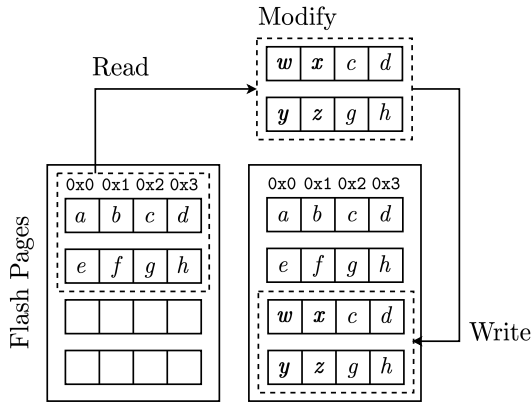 Modify
w x c d
Read
y z g h
0x0 0x1 0x2 0x3
a b c d
e f g h
Flash Pages
0x0 0x1 0x2 0x3
a b c d
e f g h
w x c d
y z g h
Write